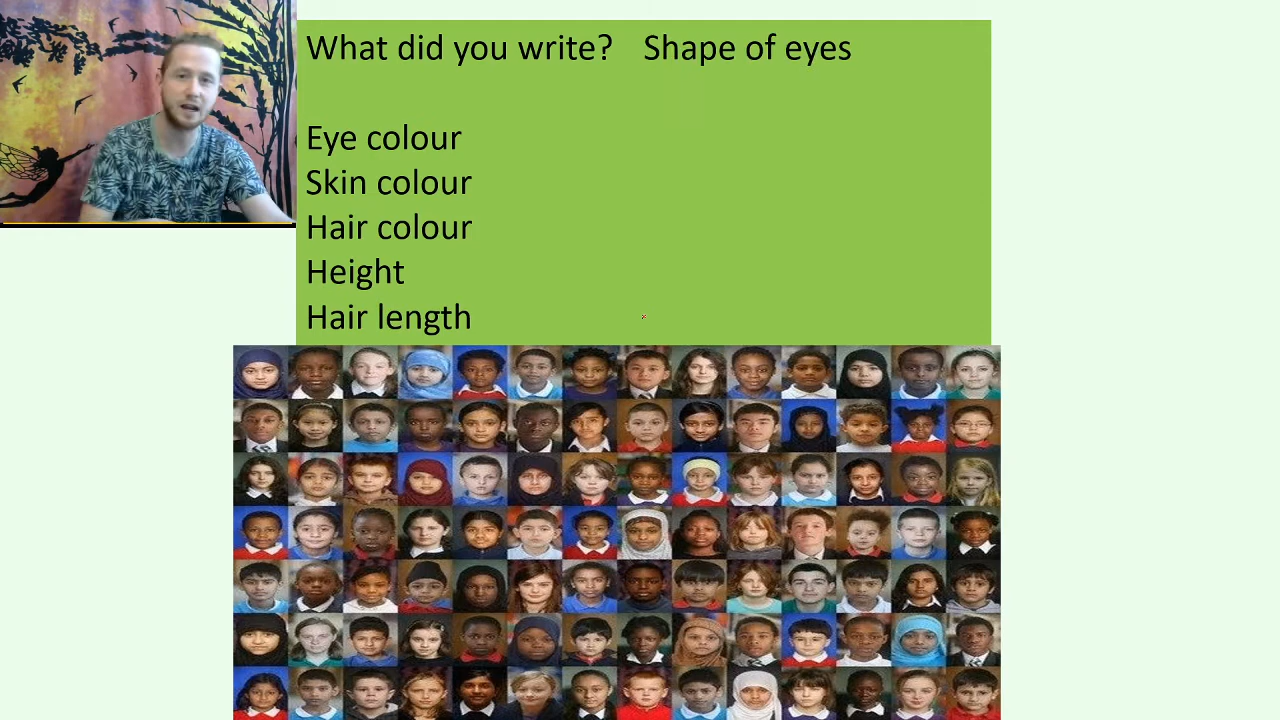 What did you write? Shape of eyes
Eye colour
Skin colour
Hair colour
Height
Hair length